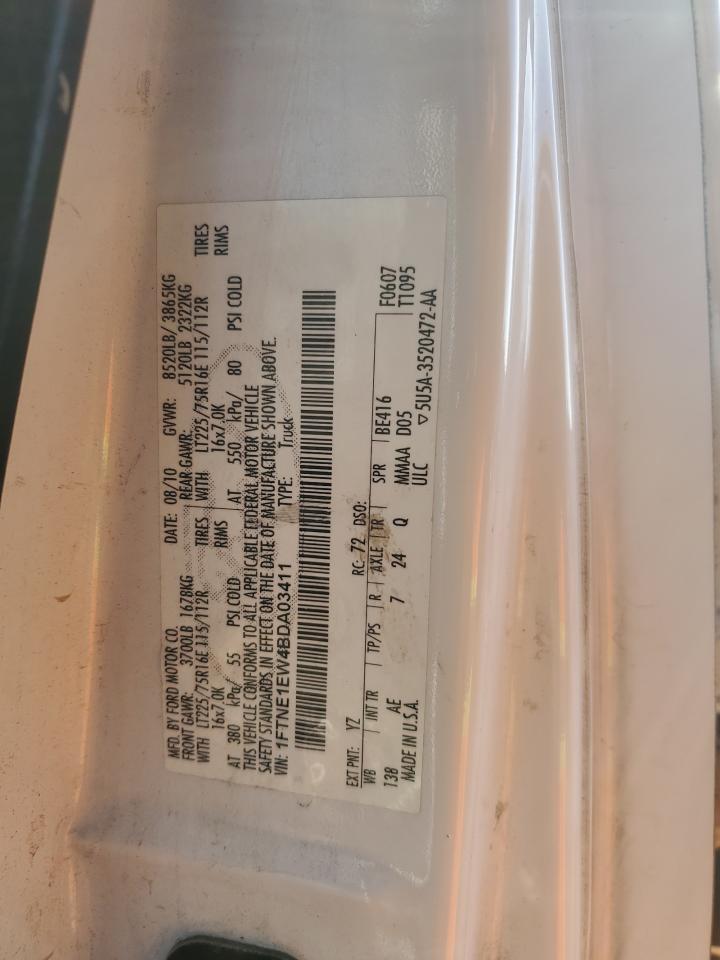 MFD. BY FORD MOTOR CO. DATE: 08/10 GVWR: 8520LB/ 3865KG
FRONT GAWR: 3700LB 1678KG REAR GAWR: 5120LB 2322KG
WITH LT225/75R16E 115/112R TIRES WITH LT225/75R16E 115/112R TIRES
16x7.0K RIMS 16x7.0K RIMS
AT 380 kPa/ 55 PSI COLD AT 550 kPa/ 80 PSI COLD
THIS VEHICLE CONFORMS TO ALL APPLICABLE FEDERAL MOTOR VEHICLE
SAFETY STANDARDS IN EFFECT ON THE DATE OF MANUFACTURE SHOWN ABOVE.
VIN: 1FTNE1EW4BDA03411 TYPE: Truck
EXT PNT: YZ RC: 72 DSO:
WB INT TR TP/PS R AXLE TR SPR BE416 F0607
138 AE 7 24 Q MMAA D05 T1095
MADE IN U.S.A. ULC ▽5U5A-3520472-AA